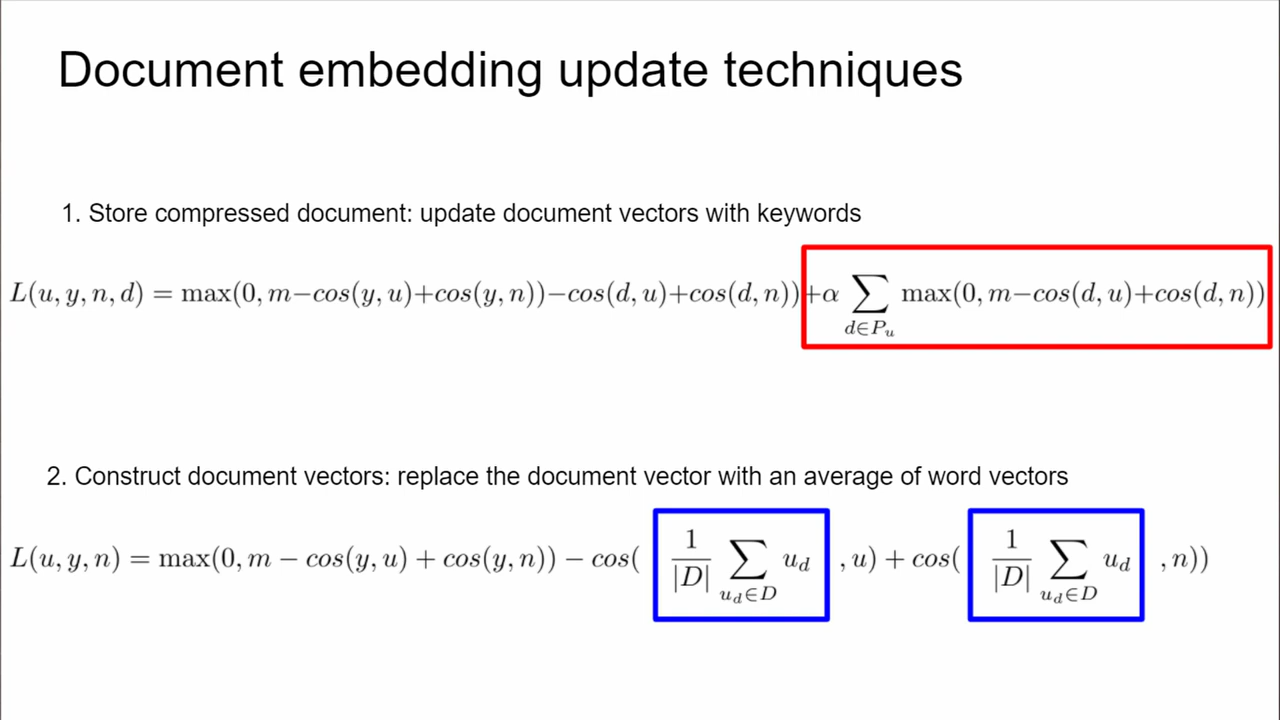 Document embedding update techniques
1. Store compressed document: update document vectors with keywords
L(u, y, n, d) = max(0, m−cos(y, u)+cos(y, n))−cos(d, u)+cos(d, n))+α ∑_{d∈P_u} max(0, m−cos(d, u)+cos(d, n))
2. Construct document vectors: replace the document vector with an average of word vectors
L(u, y, n) = max(0, m − cos(y, u) + cos(y, n)) − cos( 1/|D| ∑_{u_d∈D} u_d , u) + cos( 1/|D| ∑_{u_d∈D} u_d , n))